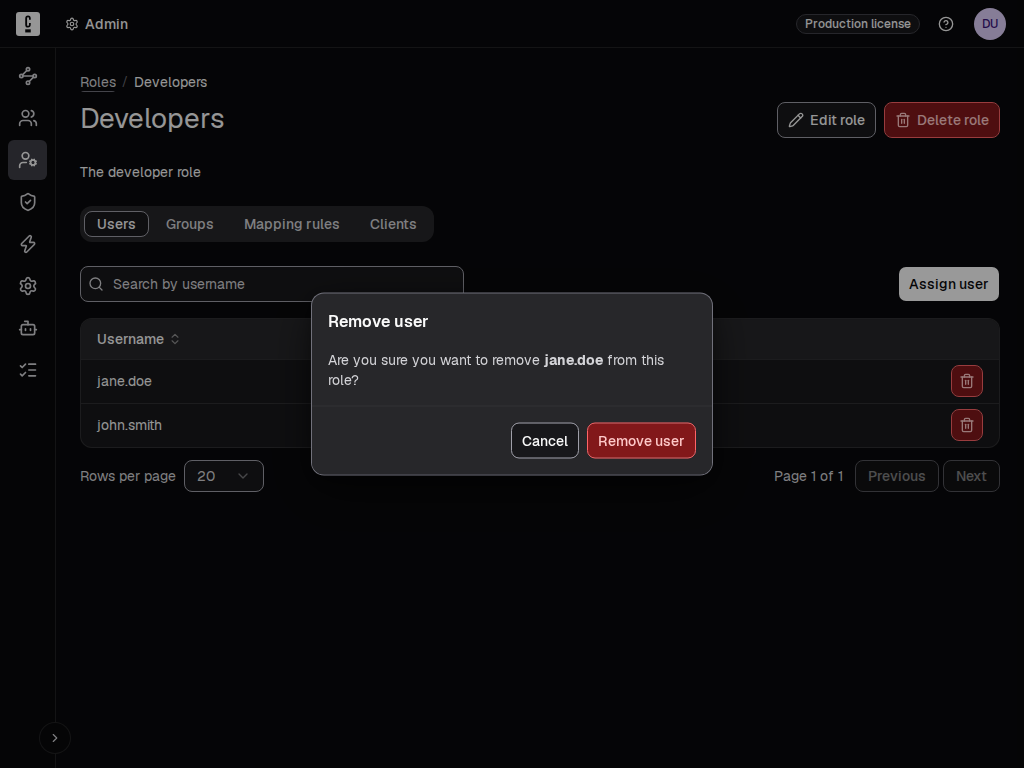 Admin
Production license
DU
Roles / Developers
Developers
Edit role
Delete role
The developer role
Users
Groups
Mapping rules
Clients
Search by username
Assign user
Username
jane.doe
john.smith
Remove user
Are you sure you want to remove jane.doe from this
role?
Cancel
Remove user
Rows per page
20
Page 1 of 1
Previous
Next